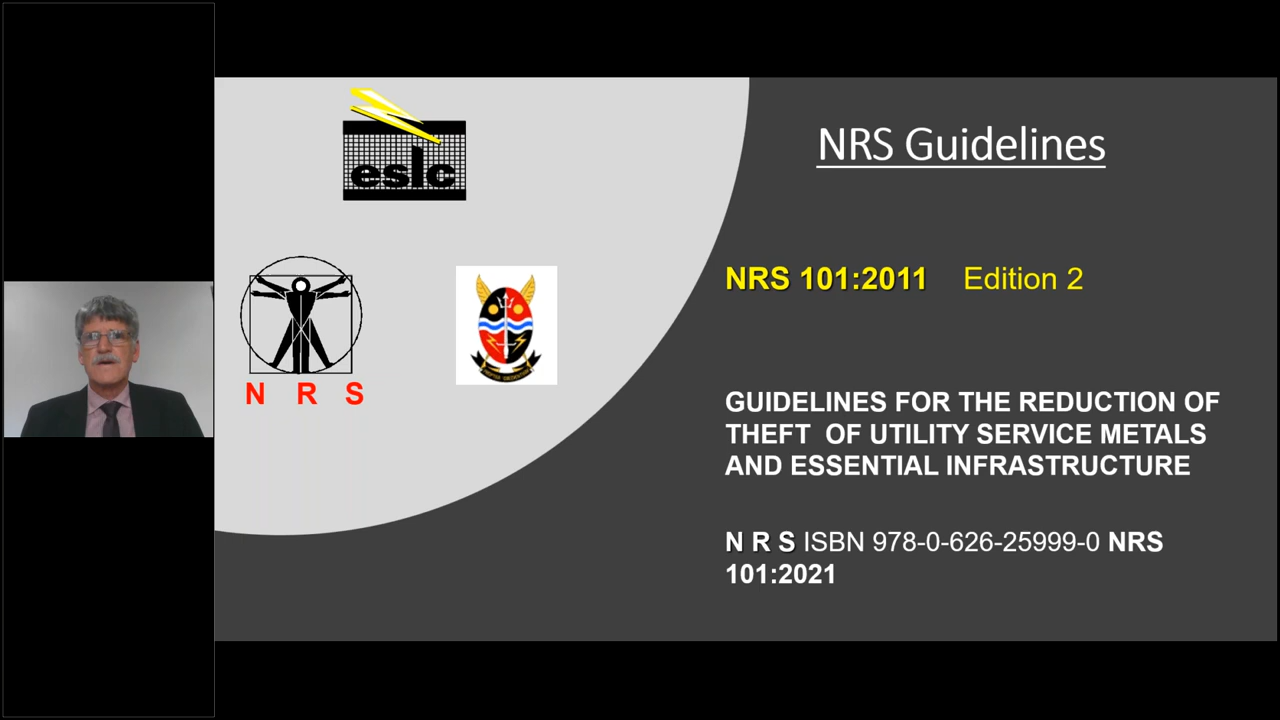 eslc
N R S
NRS Guidelines
NRS 101:2011 Edition 2
GUIDELINES FOR THE REDUCTION OF
THEFT OF UTILITY SERVICE METALS
AND ESSENTIAL INFRASTRUCTURE
N R S ISBN 978-0-626-25999-0 NRS
101:2021